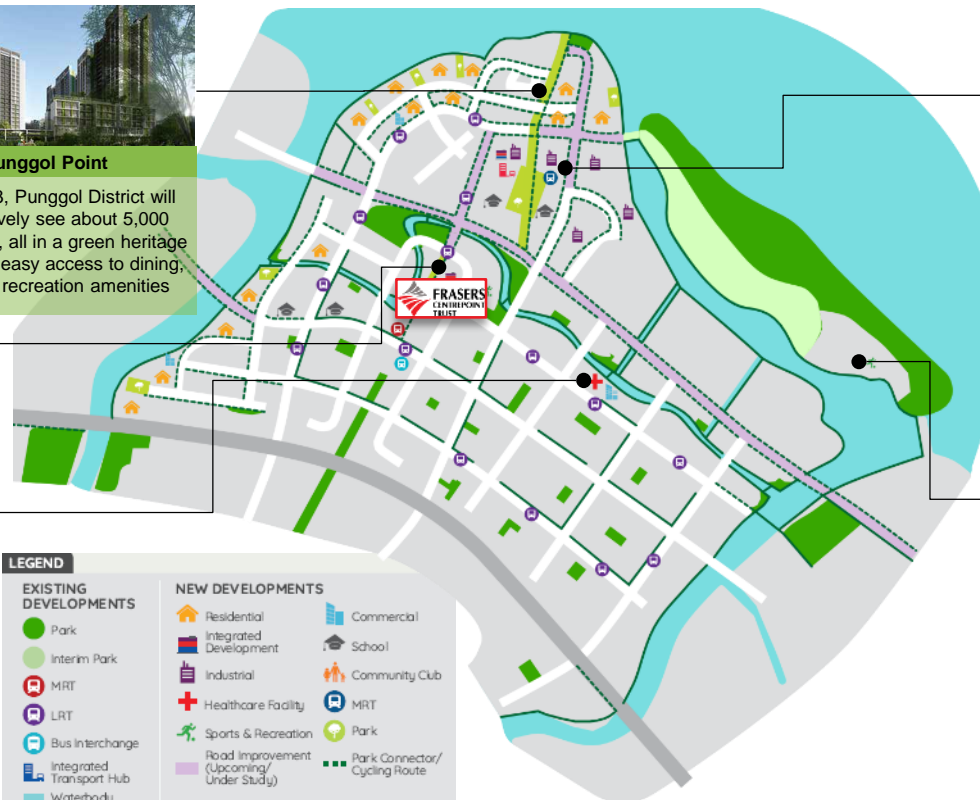 unggol Point
, Punggol District will
vely see about 5,000
, all in a green heritage
easy access to dining,
recreation amenities
FRASERS
CENTREPOINT
TRUST
LEGEND
EXISTING
DEVELOPMENTS
Park
Interim Park
MRT
LRT
Bus Interchange
Integrated
Transport Hub
Waterbody
NEW DEVELOPMENTS
Residential
Integrated
Development
Industrial
Healthcare Facility
Sports & Recreation
Road Improvement
(Upcoming/
Under Study)
Commercial
School
Community Club
MRT
Park
Park Connector/
Cycling Route